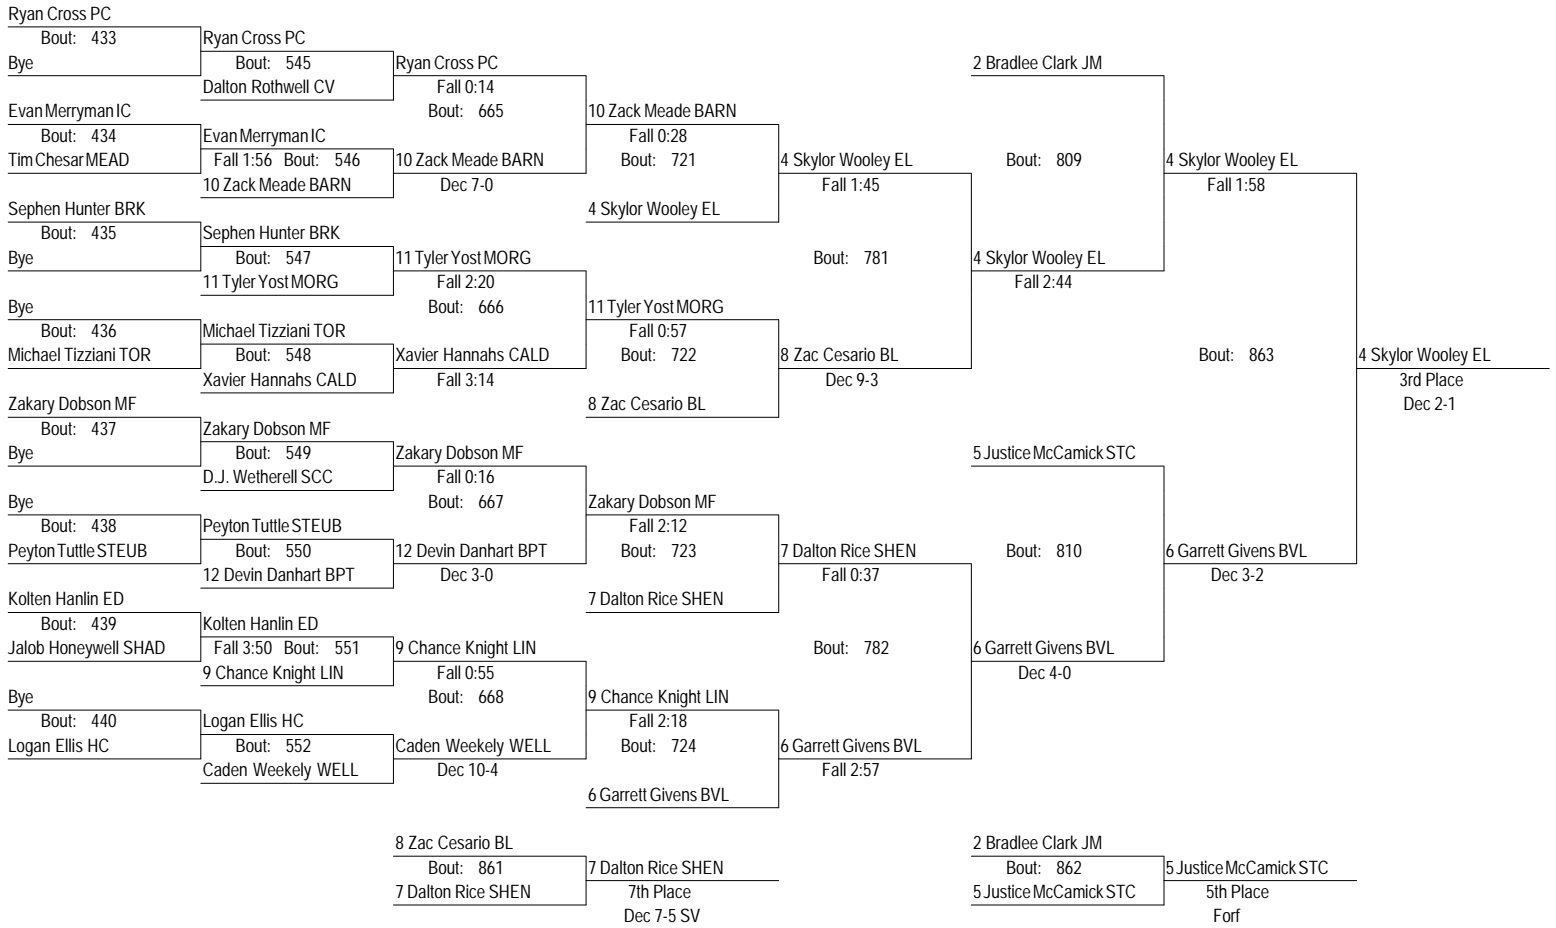 Ryan Cross PC
Bout: 433
Bye
Evan Merryman IC
Bout: 434
Tim Chesar MEAD
Sephen Hunter BRK
Bout: 435
Bye
Bye
Bout: 436
Michael Tizziani TOR
Zakary Dobson MF
Bout: 437
Bye
Bye
Bout: 438
Peyton Tuttle STEUB
Kolten Hanlin ED
Bout: 439
Jalob Honeywell SHAD
Bye
Bout: 440
Logan Ellis HC
Ryan Cross PC
Bout: 545
Dalton Rothwell CV
Evan Merryman IC
Fall 1:56 Bout: 546
10 Zack Meade BARN
Sephen Hunter BRK
Bout: 547
11 Tyler Yost MORG
Michael Tizziani TOR
Bout: 548
Xavier Hannahs CALD
Zakary Dobson MF
Bout: 549
D.J. Wetherell SCC
Peyton Tuttle STEUB
Bout: 550
12 Devin Danhart BPT
Kolten Hanlin ED
Fall 3:50 Bout: 551
9 Chance Knight LIN
Logan Ellis HC
Bout: 552
Caden Weekely WELL
Ryan Cross PC
Fall 0:14
Bout: 665
10 Zack Meade BARN
Dec 7-0
11 Tyler Yost MORG
Fall 2:20
Bout: 666
Xavier Hannahs CALD
Fall 3:14
Zakary Dobson MF
Fall 0:16
Bout: 667
12 Devin Danhart BPT
Dec 3-0
9 Chance Knight LIN
Fall 0:55
Bout: 668
Caden Weekely WELL
Dec 10-4
10 Zack Meade BARN
Fall 0:28
Bout: 721
4 Skylor Wooley EL
11 Tyler Yost MORG
Fall 0:57
Bout: 722
8 Zac Cesario BL
Zakary Dobson MF
Fall 2:12
Bout: 723
7 Dalton Rice SHEN
9 Chance Knight LIN
Fall 2:18
Bout: 724
6 Garrett Givens BVL
4 Skylor Wooley EL
Fall 1:45
Bout: 781
8 Zac Cesario BL
Dec 9-3
7 Dalton Rice SHEN
Fall 0:37
Bout: 782
6 Garrett Givens BVL
Fall 2:57
2 Bradlee Clark JM
Bout: 809
4 Skylor Wooley EL
Fall 2:44
5 Justice McCamick STC
Bout: 810
6 Garrett Givens BVL
Dec 4-0
4 Skylor Wooley EL
Fall 1:58
Bout: 863
6 Garrett Givens BVL
Dec 3-2
4 Skylor Wooley EL
3rd Place
Dec 2-1
8 Zac Cesario BL
Bout: 861
7 Dalton Rice SHEN
7 Dalton Rice SHEN
7th Place
Dec 7-5 SV
2 Bradlee Clark JM
Bout: 862
5 Justice McCamick STC
5 Justice McCamick STC
5th Place
Forf